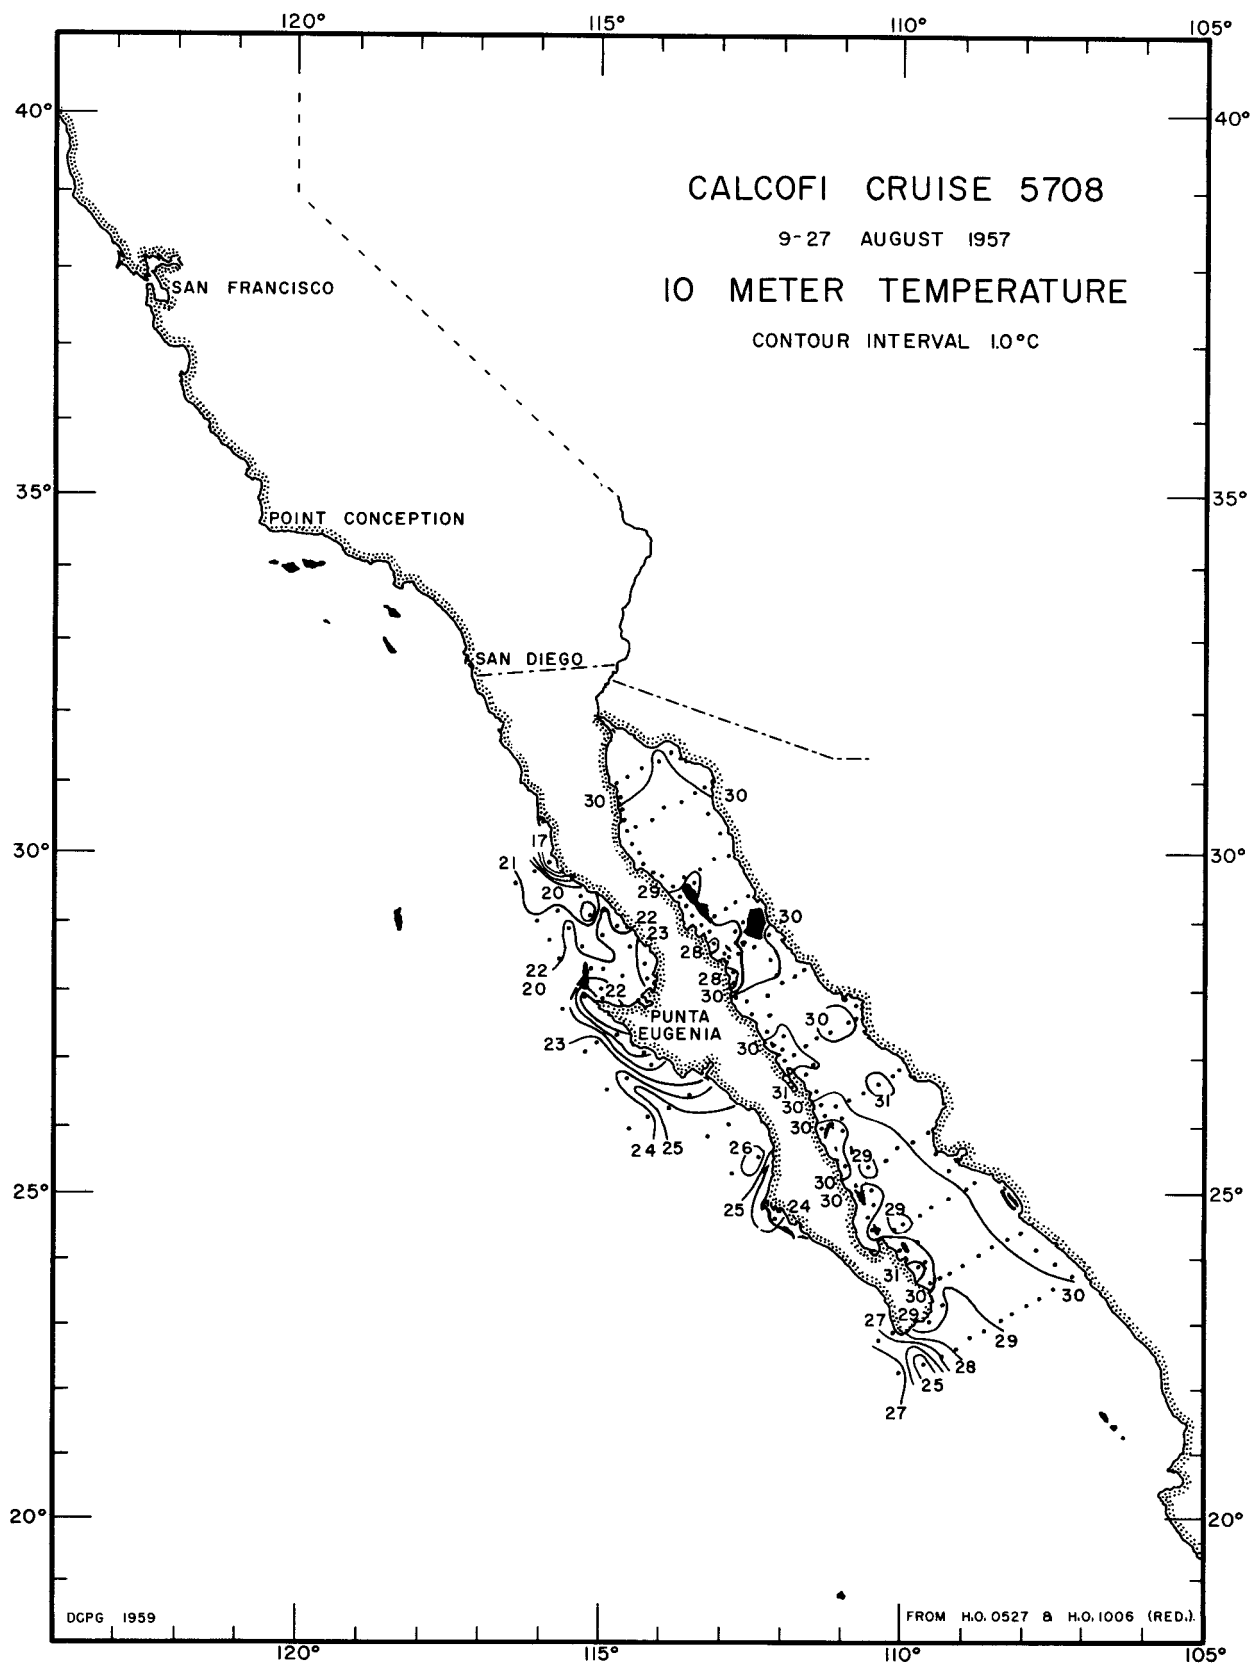 120° 115° 110° 105°
40° 40°
CALCOFI CRUISE 5708
9-27 AUGUST 1957
10 METER TEMPERATURE
CONTOUR INTERVAL 1.0°C
SAN FRANCISCO
35° 35°
POINT CONCEPTION
SAN DIEGO
30 30
17
30° 30°
21
20 29
22 30
23
28
22 28
20 22 30
PUNTA 30
EUGENIA
23 30
31 31
30
24 25 30
26 29
30
25° 25°
30
25 24 29
31
30 30
27 29
29
28
25
27
20° 20°
DCPG 1959 FROM H.O. 0527 & H.O. 1006 (RED.).
120° 115° 110° 105°